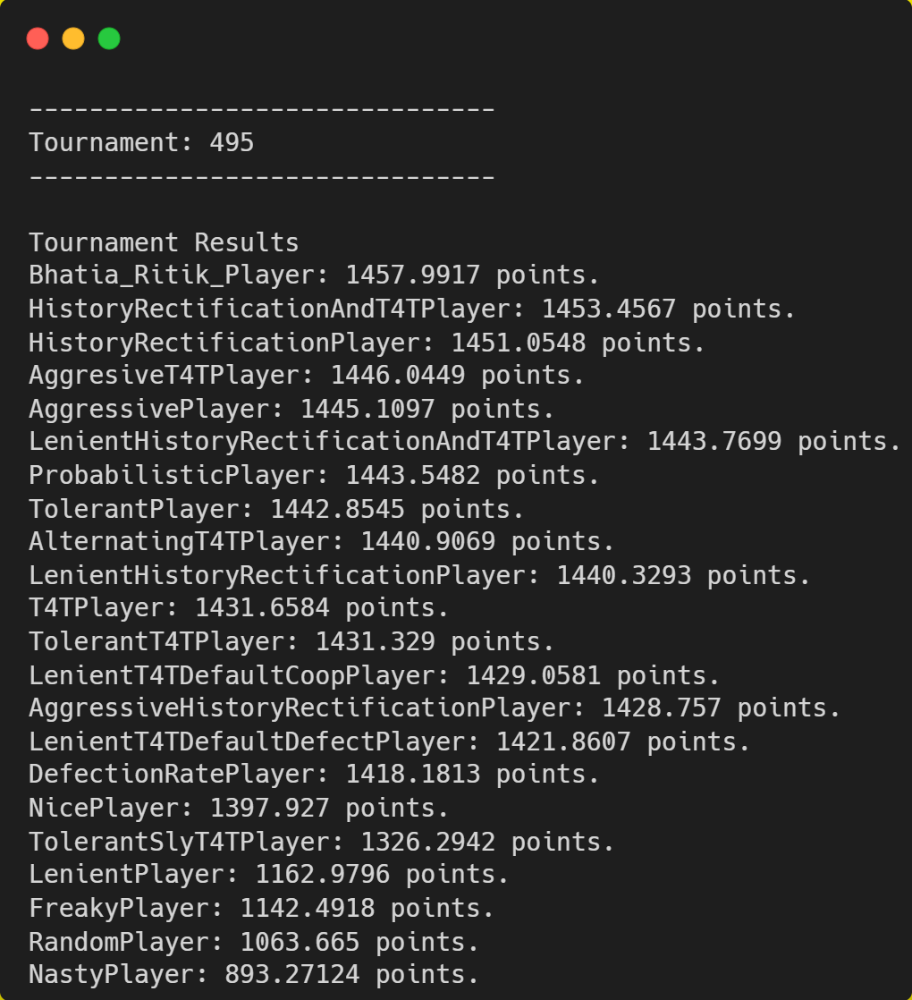 -------------------------------
Tournament: 495
-------------------------------
Tournament Results
Bhatia_Ritik_Player: 1457.9917 points.
HistoryRectificationAndT4TPlayer: 1453.4567 points.
HistoryRectificationPlayer: 1451.0548 points.
AggresiveT4TPlayer: 1446.0449 points.
AggressivePlayer: 1445.1097 points.
LenientHistoryRectificationAndT4TPlayer: 1443.7699 points.
ProbabilisticPlayer: 1443.5482 points.
TolerantPlayer: 1442.8545 points.
AlternatingT4TPlayer: 1440.9069 points.
LenientHistoryRectificationPlayer: 1440.3293 points.
T4TPlayer: 1431.6584 points.
TolerantT4TPlayer: 1431.329 points.
LenientT4TDefaultCoopPlayer: 1429.0581 points.
AggressiveHistoryRectificationPlayer: 1428.757 points.
LenientT4TDefaultDefectPlayer: 1421.8607 points.
DefectionRatePlayer: 1418.1813 points.
NicePlayer: 1397.927 points.
TolerantSlyT4TPlayer: 1326.2942 points.
LenientPlayer: 1162.9796 points.
FreakyPlayer: 1142.4918 points.
RandomPlayer: 1063.665 points.
NastyPlayer: 893.27124 points.